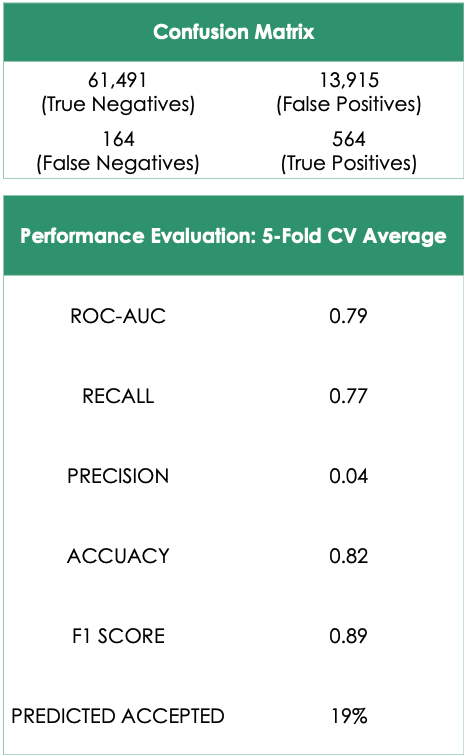 Confusion Matrix
61,491 13,915
(True Negatives) (False Positives)
164 564
(False Negatives) (True Positives)
Performance Evaluation: 5-Fold CV Average
ROC-AUC 0.79
RECALL 0.77
PRECISION 0.04
ACCUACY 0.82
F1 SCORE 0.89
PREDICTED ACCEPTED 19%